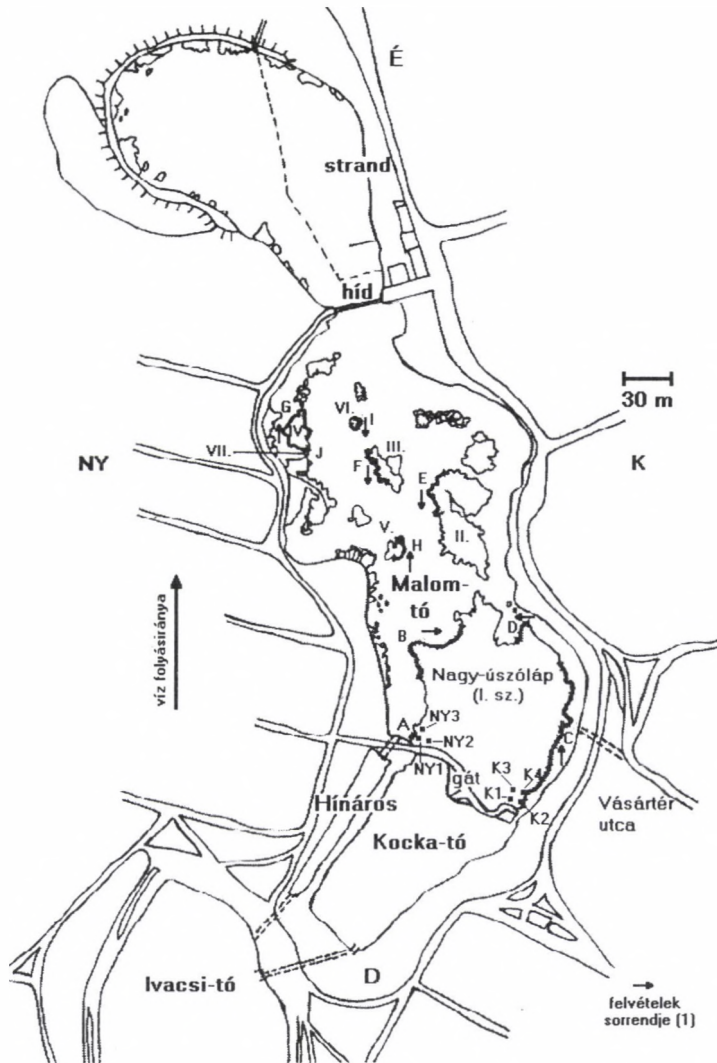 É
strand
híd
30 m
G
VI.
I
IV.
VII.
J
III.
F
NY
K
E
V.
II.
H
Malom-
tó
víz folyásiránya
B
D
Nagy-úszóláp
(I. sz.)
A
NY3
NY2
NY1
C
gát
K3
K4
K1
K2
Hínáros
Vásártér
utca
Kocka-tó
Ivacsi-tó
D
felvételek
sorrendje (1)